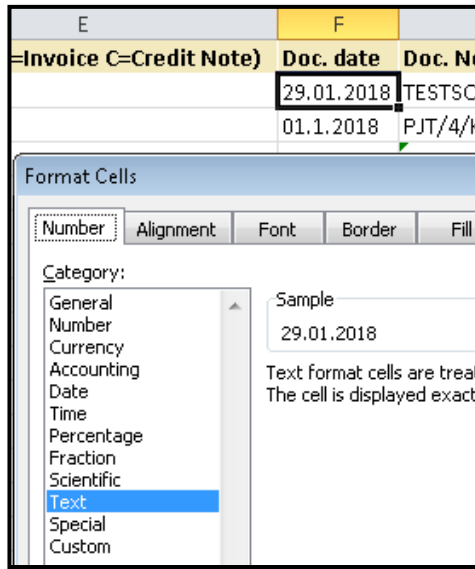 E F
=Invoice C=Credit Note) Doc. date Doc. N
29.01.2018 TESTSC
01.1.2018 PJT/4/
Format Cells
Number Alignment Font Border Fill
Category:
General
Number
Currency
Accounting
Date
Time
Percentage
Fraction
Scientific
Text
Special
Custom
Sample
29.01.2018
Text format cells are trea
The cell is displayed exact